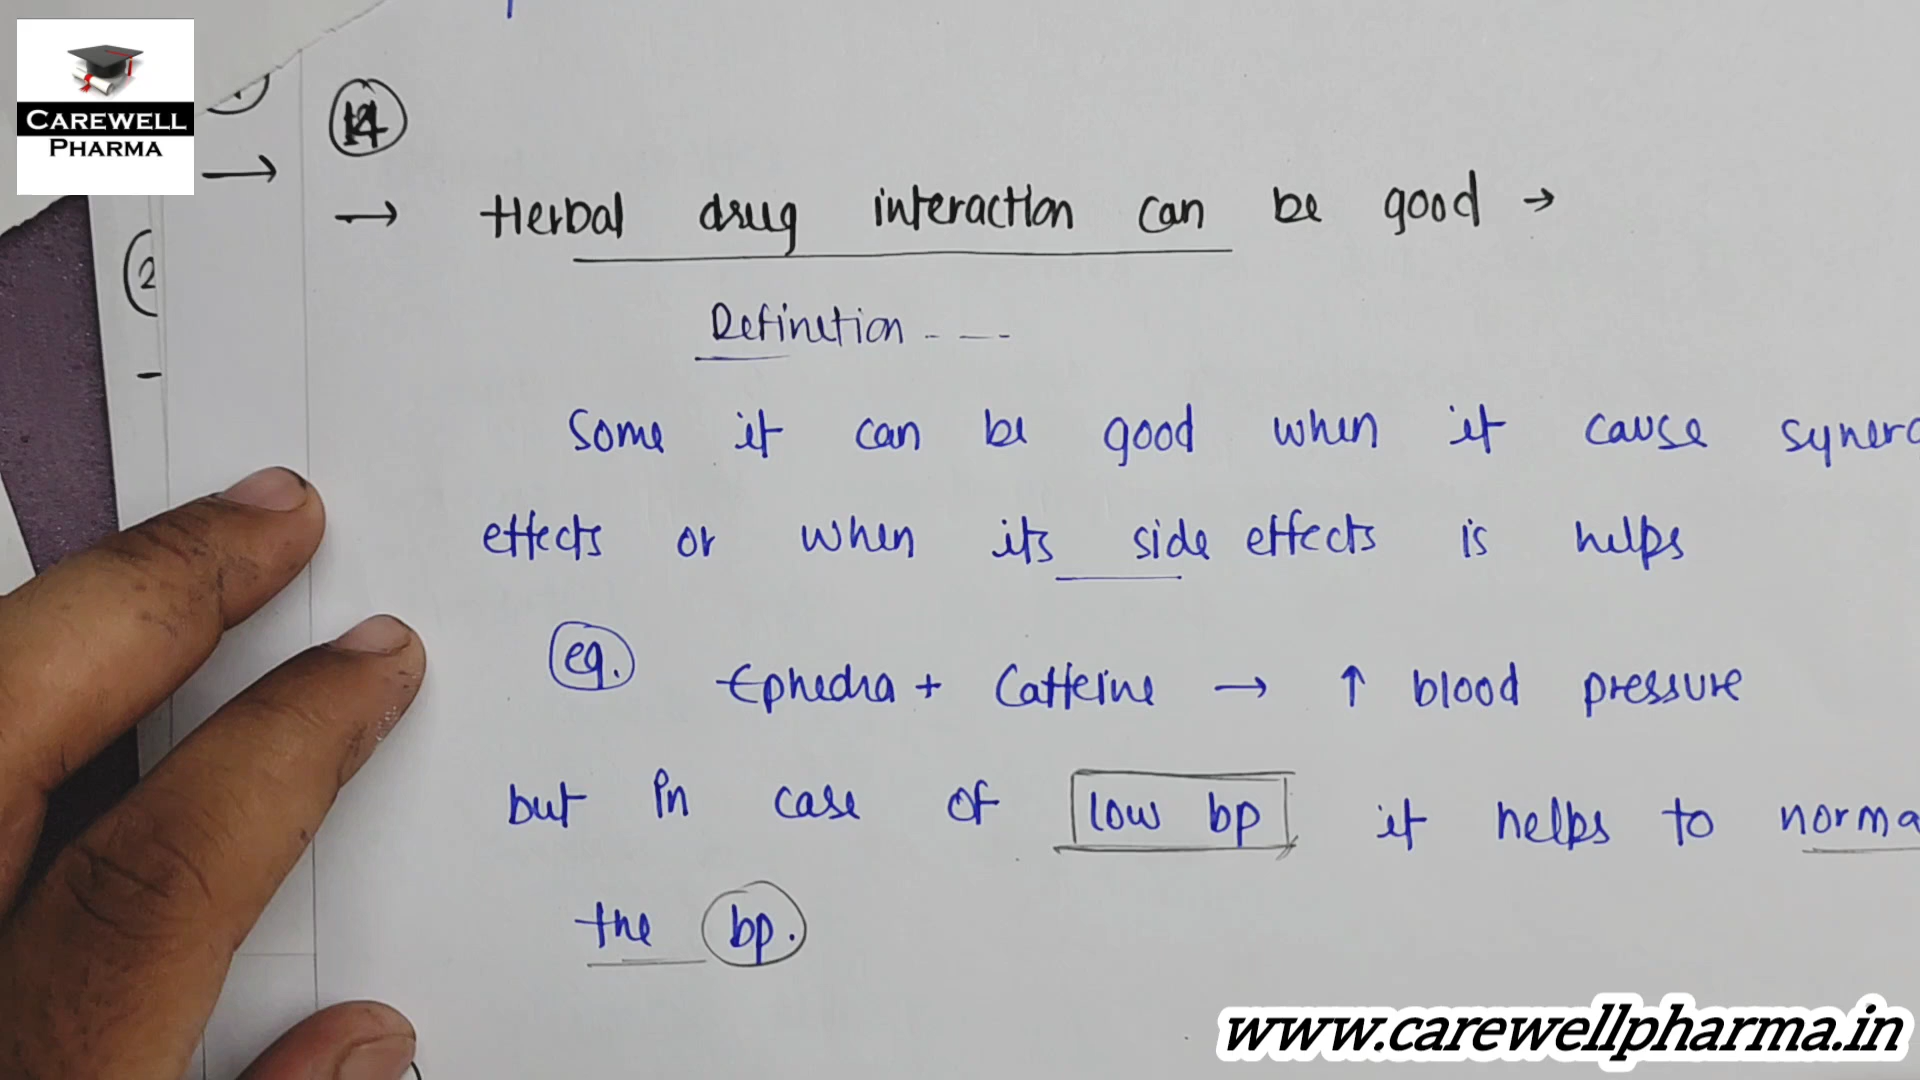 CAREWELL
PHARMA
14
→ Herbal drug interaction can be good →
Definition - - -
Some it can be good when it cause
effects or when its side effects is helps
eg. Ephedra + Caffeine → ↑ blood pressure
but in case of low bp it helps to
the bp.
2
www.carewellpharma.in